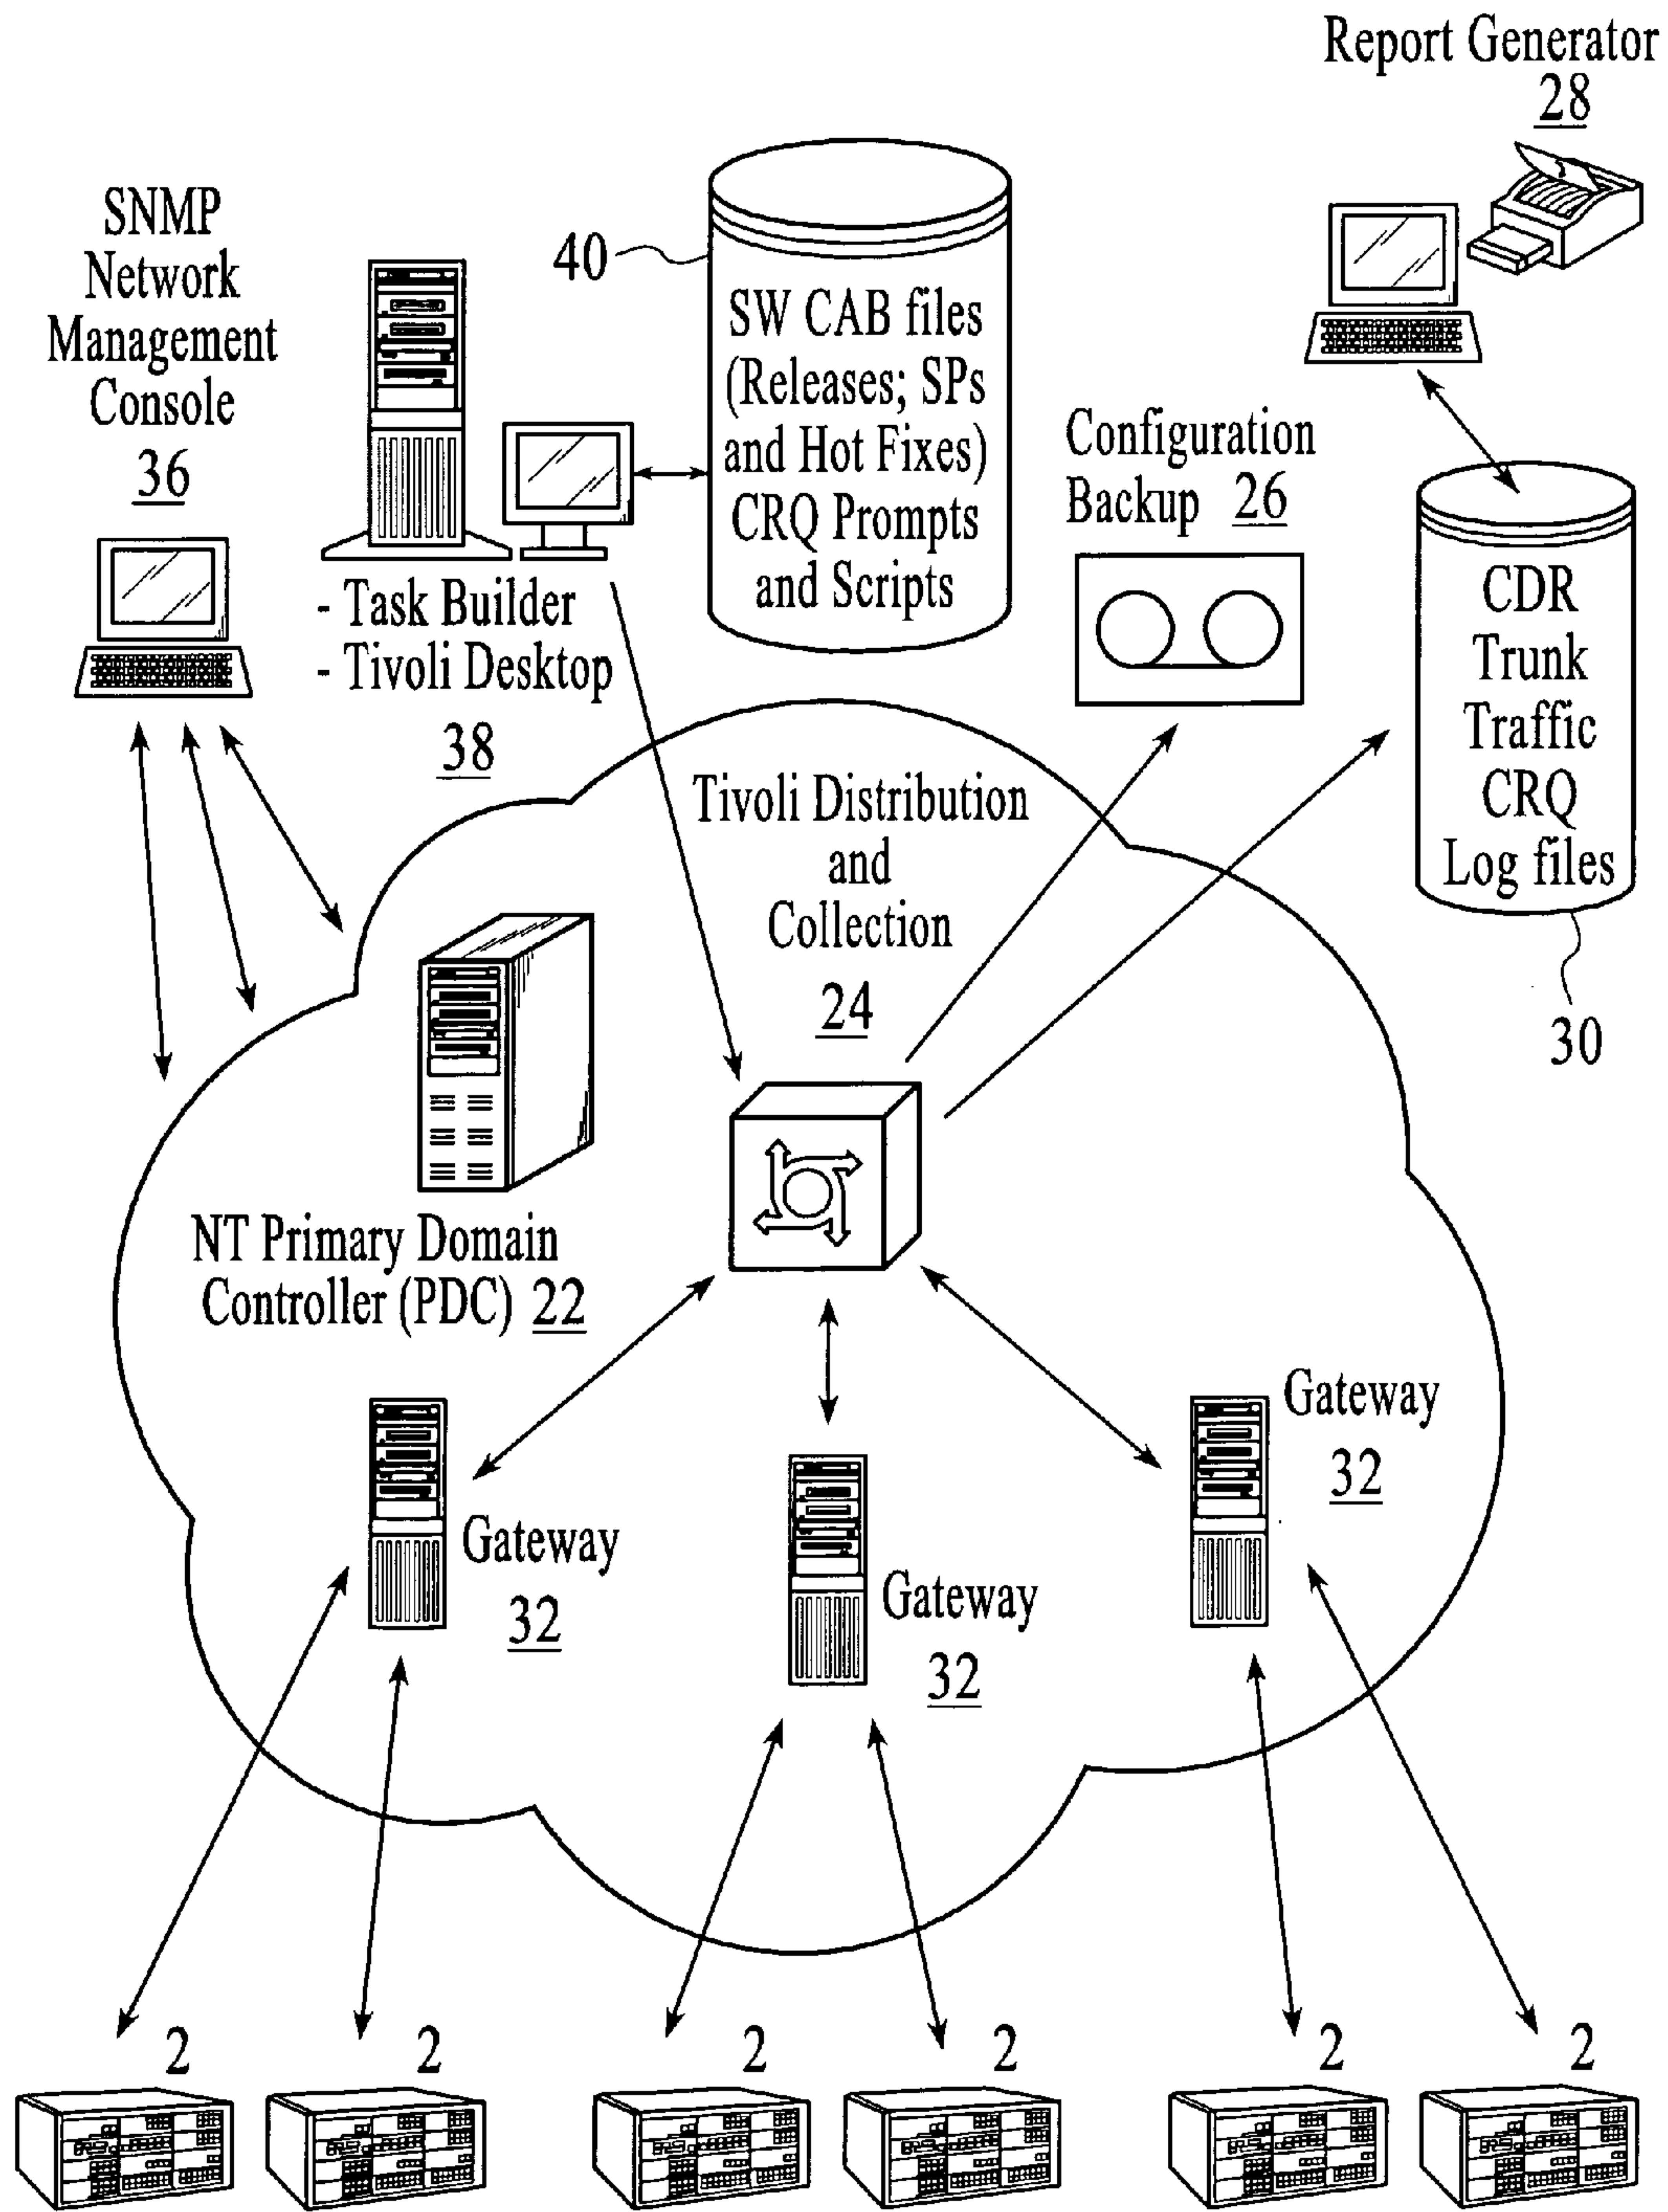 Report Generator
28
SNMP
Network
Management
Console
36
40
SW CAB files
(Releases; SPs
and Hot Fixes)
CRQ Prompts
and Scripts
Configuration
Backup 26
CDR
Trunk
Traffic
CRQ
Log files
30
- Task Builder
- Tivoli Desktop
38
Tivoli Distribution
and
Collection
24
NT Primary Domain
Controller (PDC) 22
Gateway
32
Gateway
32
Gateway
32
2
2
2
2
2
2